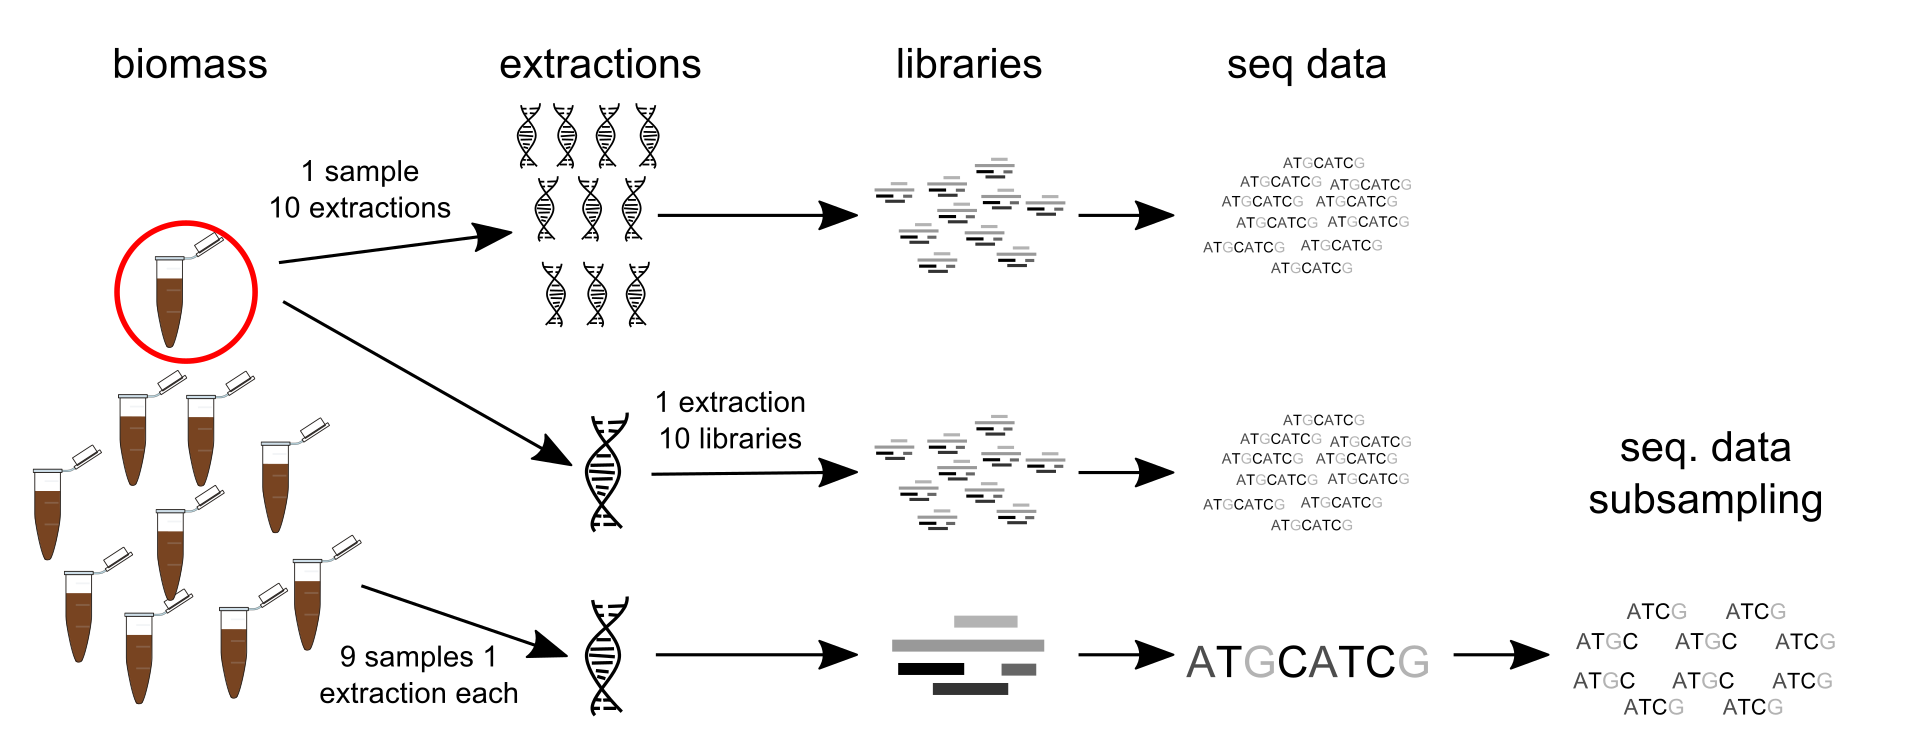 biomass
extractions
libraries
seq data
1 sample
10 extractions
ATGCATCG
ATGCATCG ATGCATCG
ATGCATCG ATGCATCG
ATGCATCG ATGCATCG
ATGCATCG ATGCATCG
ATGCATCG
1 extraction
10 libraries
ATGCATCG
ATGCATCG ATGCATCG
ATGCATCG ATGCATCG
ATGCATCG ATGCATCG
ATGCATCG ATGCATCG
ATGCATCG
seq. data
subsampling
9 samples 1
extraction each
ATGCATCG
ATCG ATCG
ATGC ATGC ATCG
ATGC ATGC ATCG
ATCG ATCG